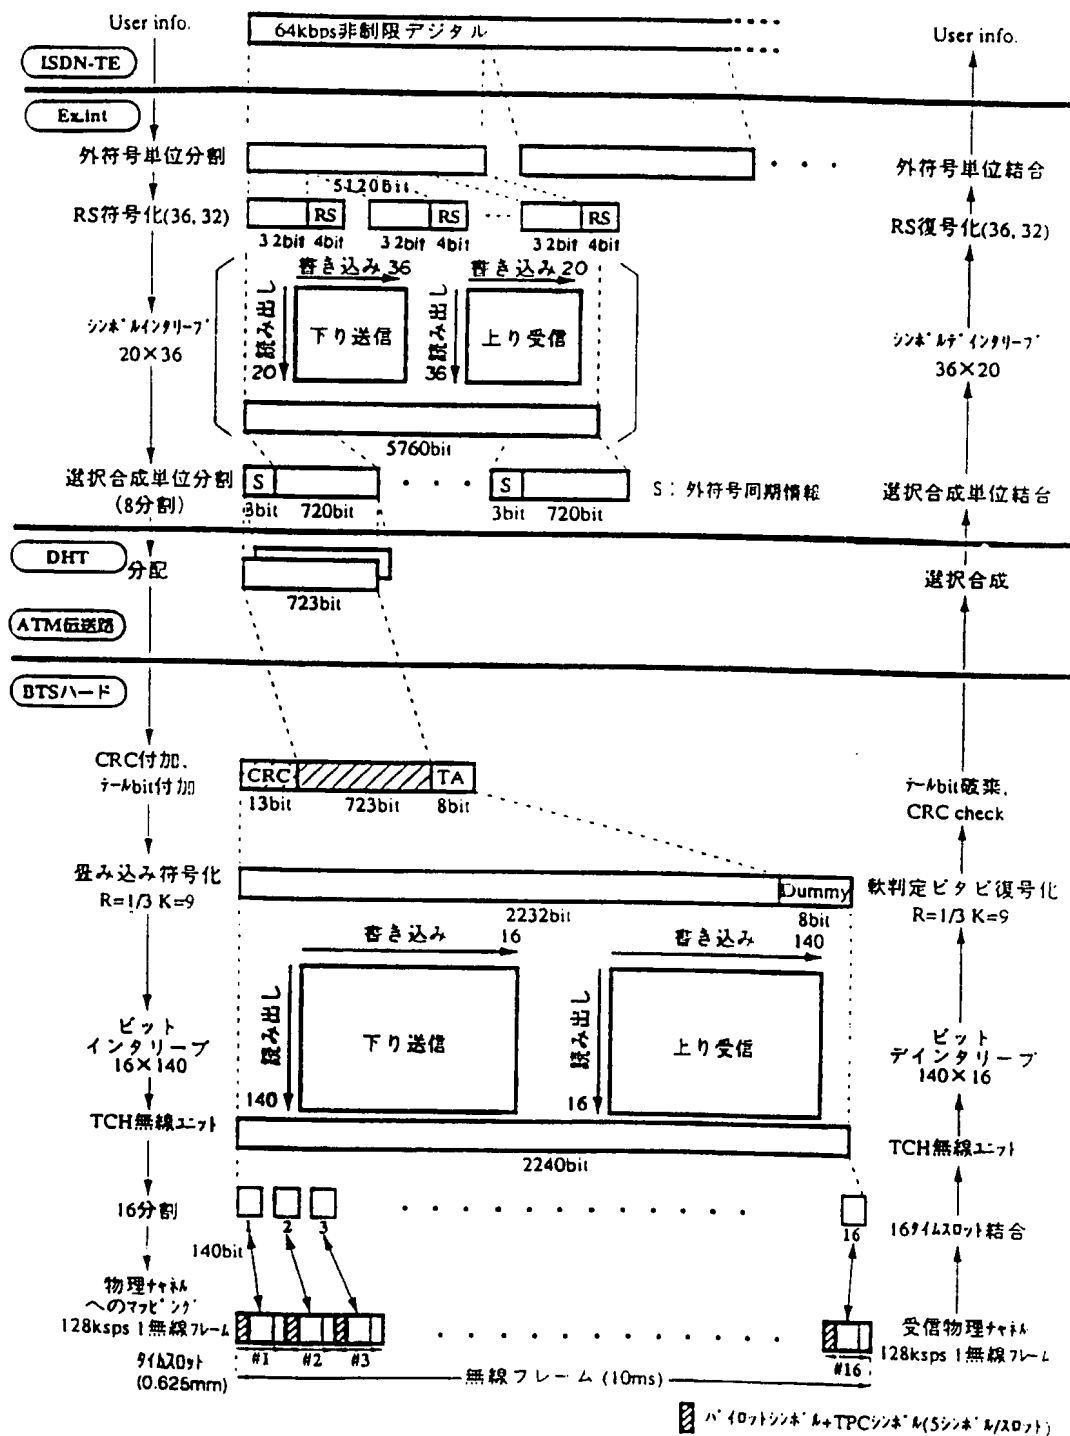 User info.
64kbps非制限デジタル
User info.
ISDN-TE
Ex.int
外符号単位分割
5120bit
外符号単位結合
RS符号化(36, 32)
RS
RS
RS
32bit 4bit
32bit 4bit
32bit 4bit
RS復号化(36, 32)
書き込み 36
書き込み 20
読み出し
20
下り送信
読み出し
36
上り受信
シンボルインタリーブ
20×36
シンボルデインタリーブ
36×20
5760bit
選択合成単位分割
(8分割)
S
S
3bit 720bit
3bit 720bit
S：外符号同期情報
選択合成単位結合
DHT
分配
723bit
選択合成
ATM伝送路
BTSハード
CRC付加,
テールbit付加
CRC
TA
13bit 723bit 8bit
テールbit破棄,
CRC check
畳み込み符号化
R=1/3 K=9
Dummy
2232bit
8bit
軟判定ビタビ復号化
R=1/3 K=9
書き込み
16
書き込み
140
読み出し
140
下り送信
読み出し
16
上り受信
ビット
インタリーブ
16×140
ビット
デインタリーブ
140×16
TCH無線ユニット
2240bit
TCH無線ユニット
16分割
1
2
3
16
16タイムスロット結合
140bit
物理チャネル
へのマッピング
128ksps 1無線フレーム
#1
#2
#3
#16
受信物理チャネル
128ksps 1無線フレーム
タイムスロット
(0.625mm)
無線フレーム (10ms)
パイロットシンボル+TPCシンボル(5シンボル/スロット)